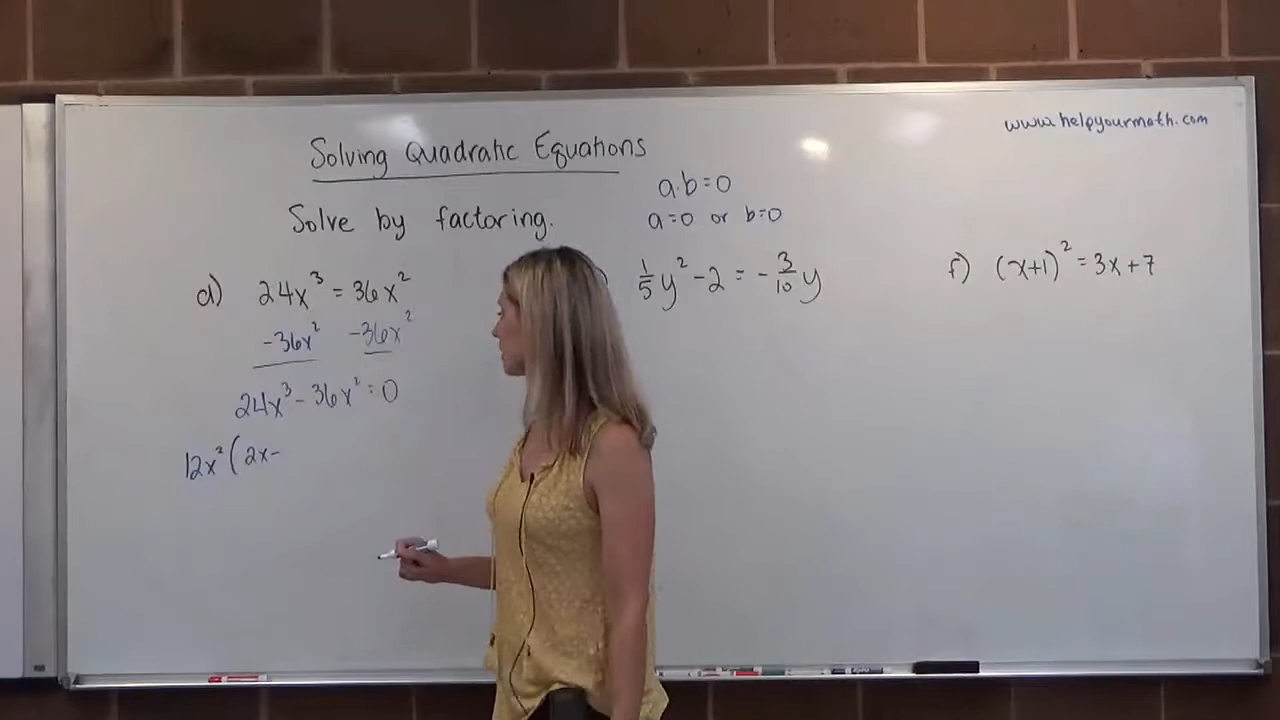 www.helpyourmath.com
Solving Quadratic Equations
a·b=0
Solve by factoring.
a=0 or b=0
d) 24x³ = 36x²
-36x² -36x²
24x³ - 36x² = 0
12x² ( 2x -
) 1/5 y² - 2 = - 3/10 y
f) (x+1)² = 3x + 7